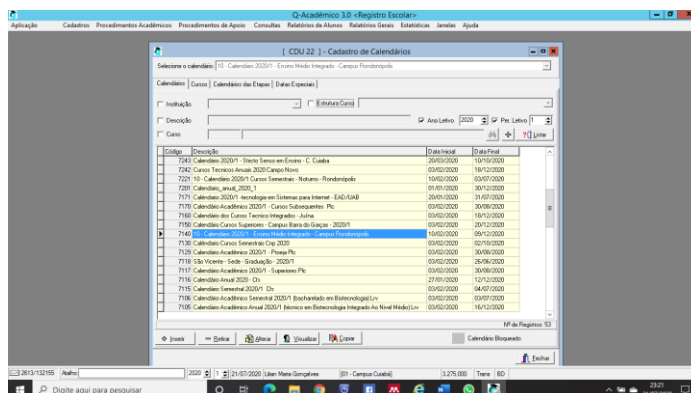 Q-Acadêmico 3.0 <Registro Escolar>
Aplicação Cadastros Procedimentos Acadêmicos Procedimentos de Apoio Consultas Relatórios de Alunos Relatórios Gerais Estatísticas Janelas Ajuda
[ CDU 22 ] - Cadastro de Calendários
Selecione o calendário 10 - Calendário 2020/1 - Ensino Médio Integrado - Campus Rondonópolis
Calendários Cursos Calendários das Etapas Datas Especiais
Instituição Estrutura Curso
Descrição Ano Letivo 2020 Per. Letivo 1
Curso Listar
Código Descrição Data Inicial Data Final
7243 Calendário 2020/1 - Stricto Senso em Ensino - C. Cuiaba 20/03/2020 10/10/2020
7242 Cursos Tecnicos Anuais 2020 Campo Novo 03/02/2020 18/12/2020
7221 10 - Calendário 2020/1 Cursos Semestrais - Noturno - Rondonópolis 10/02/2020 03/07/2020
7201 Calendario_anual_2020_1 01/01/2020 30/12/2020
7171 Calendário 2020/1 -tecnologia em Sistemas para Internet - EAD/UAB 20/01/2020 31/07/2020
7170 Calendário Acadêmico 2020/1 - Cursos Subsequentes Plc 03/02/2020 30/08/2020
7160 Calendário dos Cursos Tecnico Integrados - Juína 03/02/2020 18/12/2020
7150 Calendário Cursos Superiores - Campus Barra do Garças - 2020/1 03/02/2020 20/12/2020
7140 10 - Calendário 2020/1 - Ensino Médio Integrado - Campus Rondonópolis 10/02/2020 09/12/2020
7130 Calendário Cursos Semestrais Cnp 2020 03/02/2020 02/10/2020
7129 Calendário Acadêmico 2020/1 - Proeja Plc 03/02/2020 30/08/2020
7118 São Vicente - Sede - Graduação - 2020/1 03/02/2020 26/06/2020
7117 Calendário Acadêmico 2020/1 - Superiores Plc 03/02/2020 30/08/2020
7116 Calendário Anual 2020 - Cfs 27/01/2020 12/12/2020
7115 Calendário Semestral 2020/1 Cfs 03/02/2020 04/07/2020
7106 Calendário Acadêmico Semestral 2020/1 (bacharelado em Biotecnologia) Lrv 03/02/2020 03/07/2020
7105 Calendário Acadêmico Anual 2020/1 (técnico em Biotecnologia Integrado Ao Nível Médio) Lrv 03/02/2020 16/12/2020
Nº de Registros: 53
Inserir Retirar Alterar Visualizar Copiar Calendário Bloqueado
Fechar
2613/132155 Atalho: 2020 1 21/07/2020 Lilian Maria Gonçalves [01 - Campus Cuiabá] 3.275.000 Trans BD
Digite aqui para pesquisar 23:21